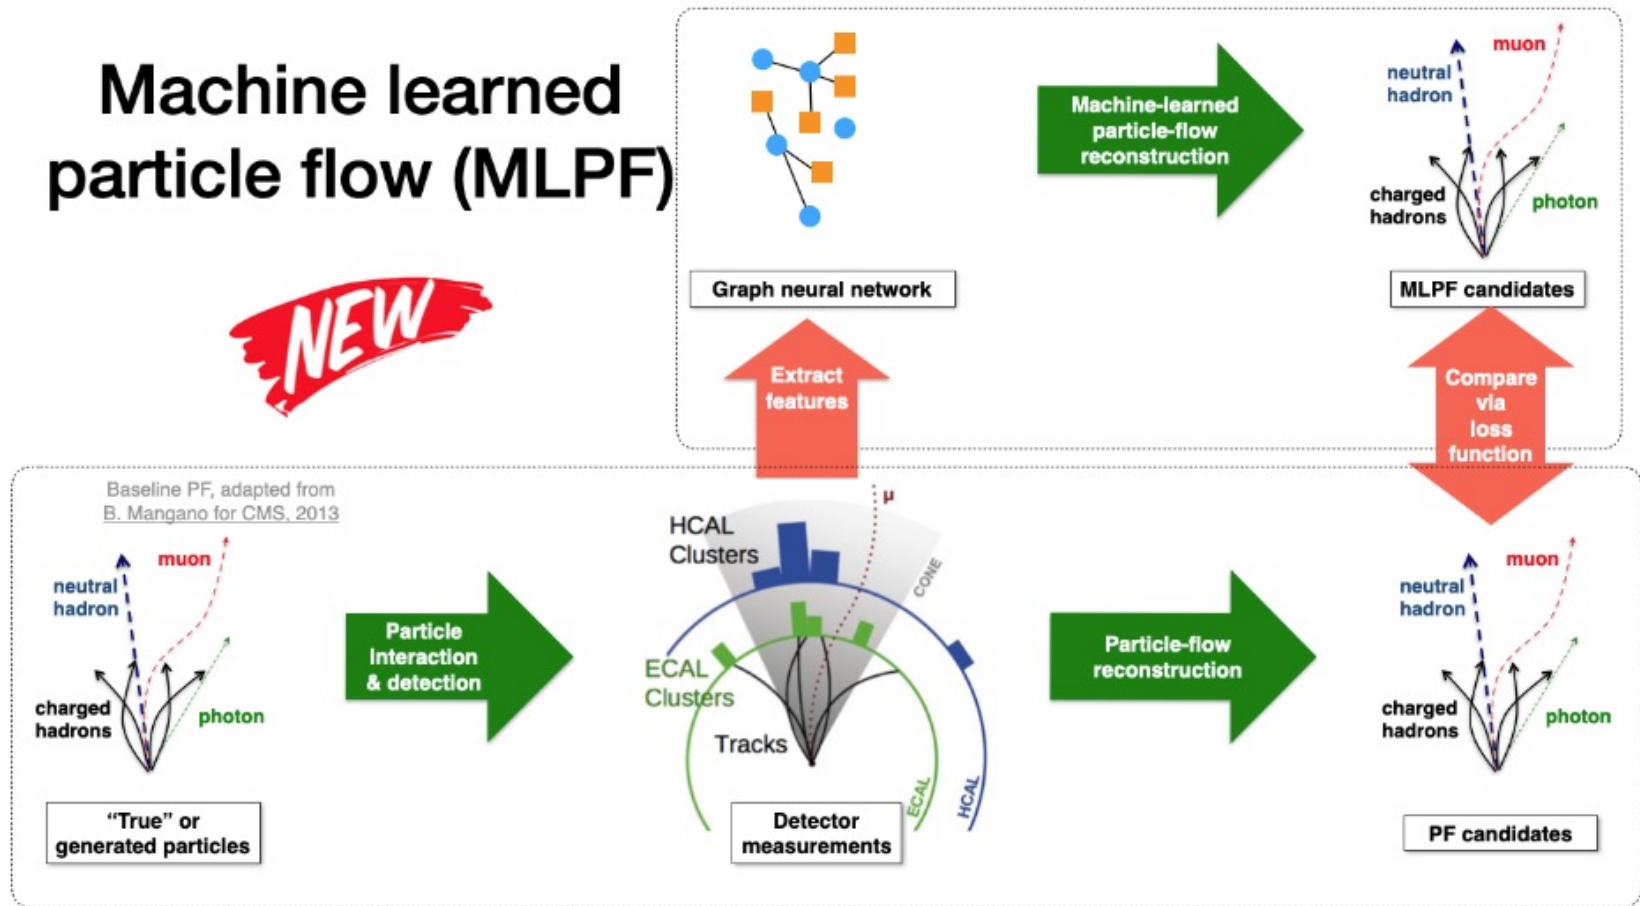 Machine learned
particle flow (MLPF)
NEW
Graph neural network
Machine-learned
particle-flow
reconstruction
muon
neutral
hadron
charged
hadrons
photon
MLPF candidates
Extract
features
Compare
via
loss
function
Baseline PF, adapted from
B. Mangano for CMS, 2013
muon
neutral
hadron
charged
hadrons
photon
“True” or
generated particles
Particle
interaction
& detection
HCAL
Clusters
μ
CONE
ECAL
Clusters
Tracks
ECAL
HCAL
Detector
measurements
Particle-flow
reconstruction
muon
neutral
hadron
charged
hadrons
photon
PF candidates